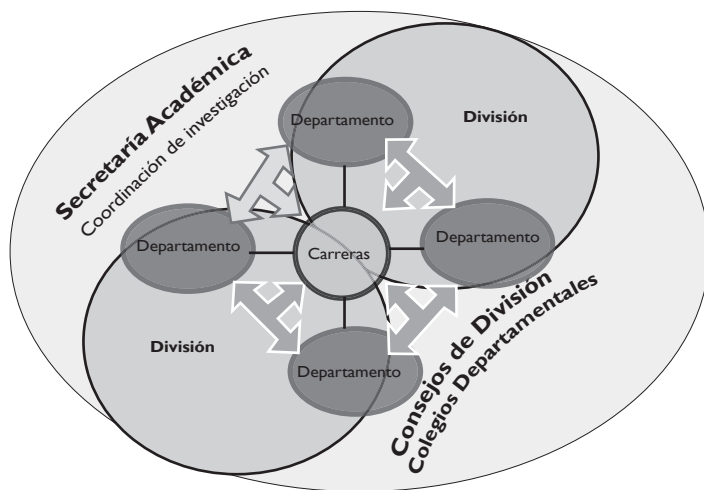 Secretaría Académica
Coordinación de investigación
Departamento
División
Departamento
Carreras
Departamento
División
Departamento
Consejos de División
Colegios Departamentales